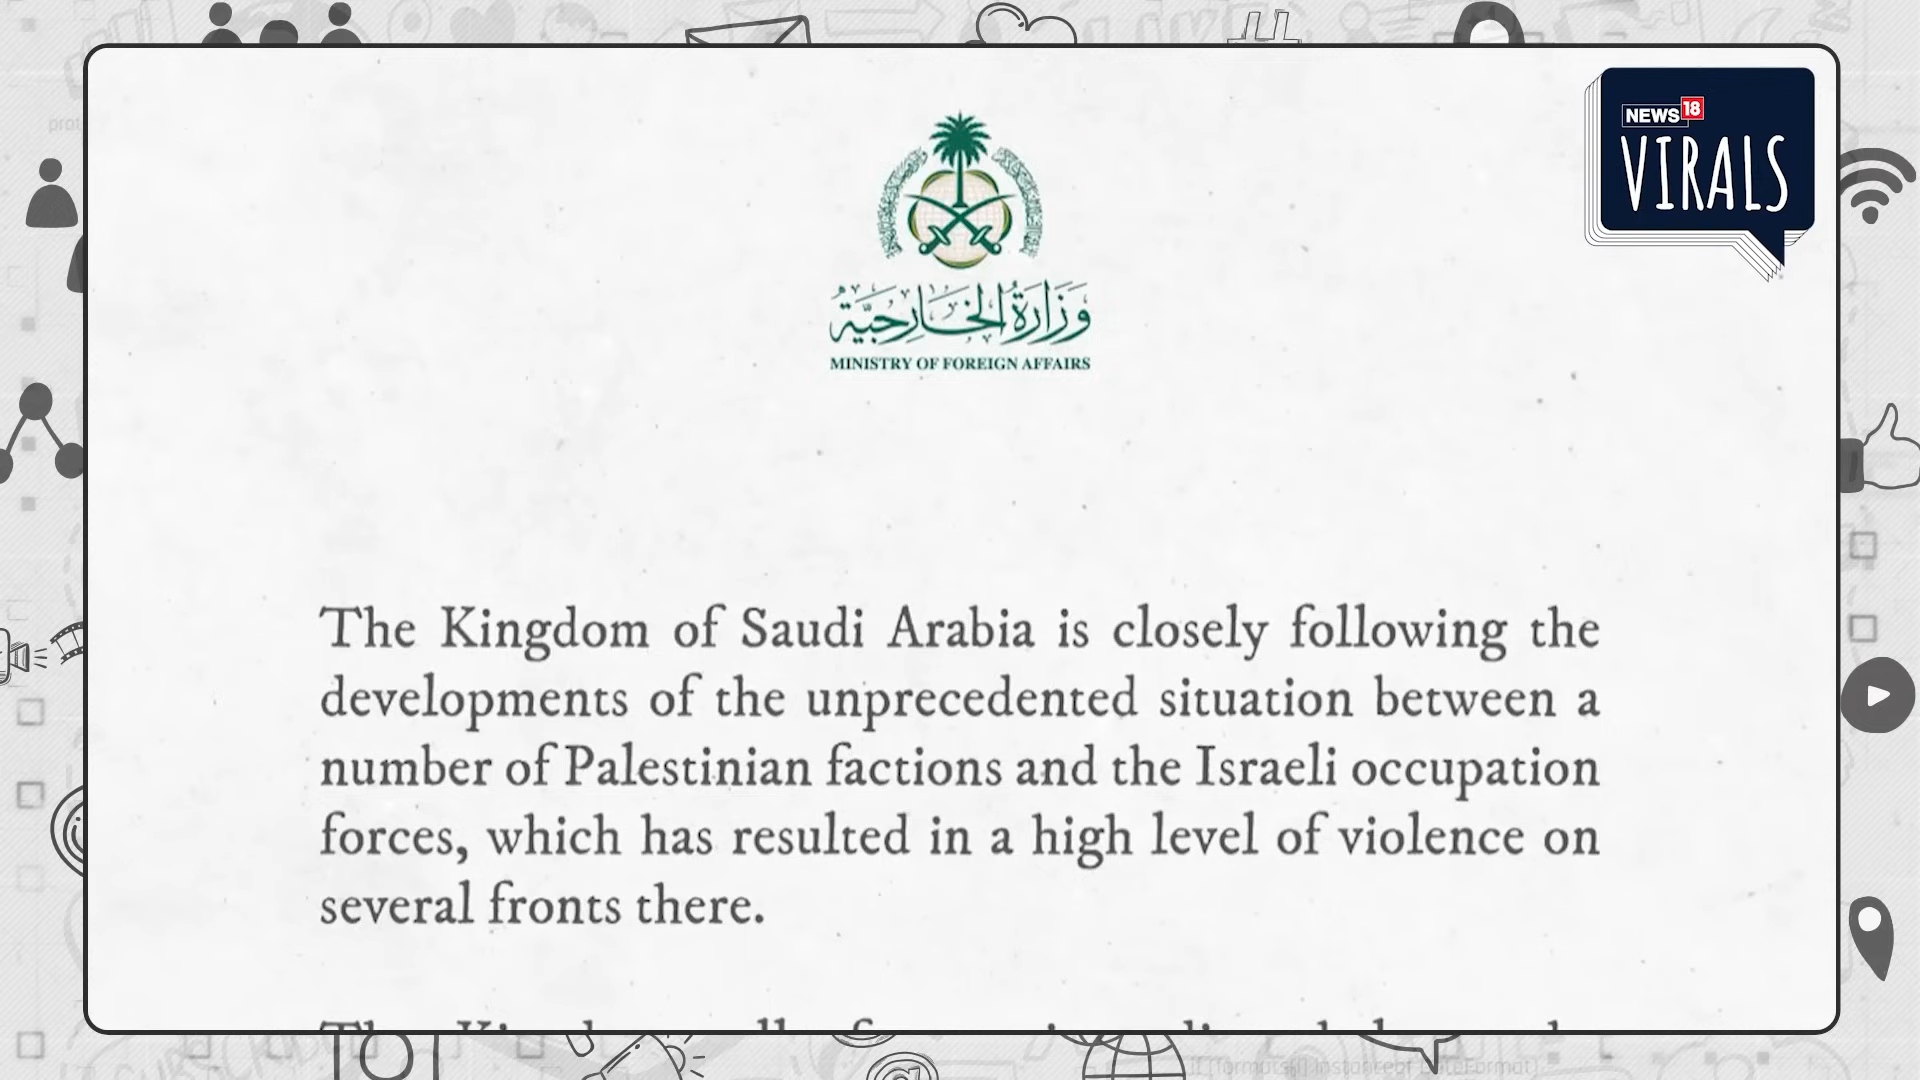 NEWS 18
VIRALS
وزارة الخارجية
MINISTRY OF FOREIGN AFFAIRS
The Kingdom of Saudi Arabia is closely following the
developments of the unprecedented situation between a
number of Palestinian factions and the Israeli occupation
forces, which has resulted in a high level of violence on
several fronts there.